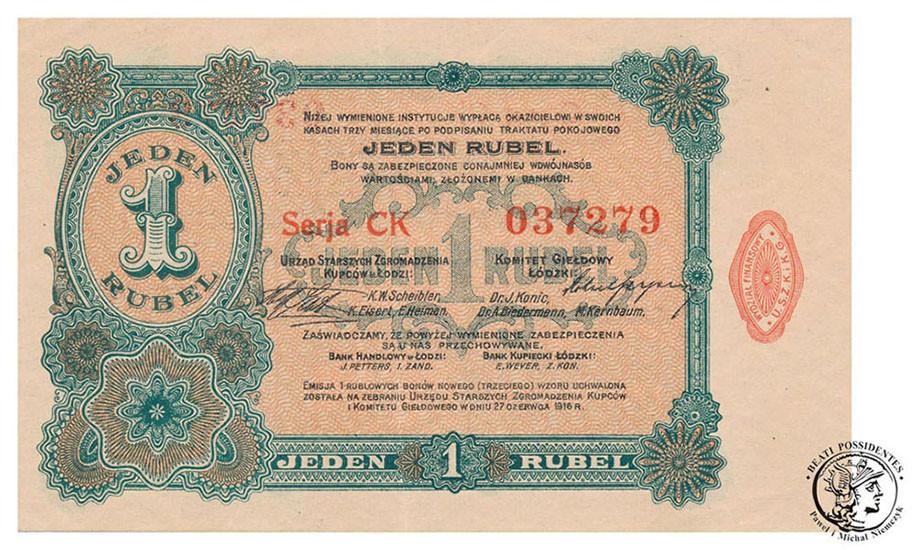 NIŻEJ WYMIENIONE INSTYTUCJE WYPŁACĄ OKAZICIELOWI W SWOICH
KASACH TRZY MIESIĄCE PO PODPISANIU TRAKTATU POKOJOWEGO
JEDEN RUBEL.
BONY SĄ ZABEZPIECZONE CONAJMNIEJ WDWÓJNASÓB
WARTOŚCIAMI, ZŁOŻONEMI W BANKACH.
JEDEN
1
RUBEL
Serja CK 037279
JEDEN 1 RUBEL
URZĄD STARSZYCH ZGROMADZENIA KOMITET GIEŁDOWY
KUPCÓW w ŁODZI: ŁÓDZKI:
K.W. Scheibler, Dr. J. Konic,
K. Eisert, E. Heiman. Dr. A. Biedermann, M. Kernbaum.
ZAŚWIADCZAMY, ŻE POWYŻEJ WYMIENIONE ZABEZPIECZENIA
SĄ U NAS PRZECHOWYWANE.
BANK HANDLOWY w ŁODZI: BANK KUPIECKI ŁÓDZKI:
J. PETTERS, I. ZAND. E. WEVER, Z. KON.
EMISJA 1-RUBLOWYCH BONÓW NOWEGO (TRZECIEGO) WZORU UCHWALONA
ZOSTAŁA NA ZEBRANIU URZĘDU STARSZYCH ZGROMADZENIA KUPCÓW
I KOMITETU GIEŁDOWEGO W DNIU 27 CZERWCA 1916 R.
JEDEN 1 RUBEL
WYDZIAŁ FINANSOWY
U.S.Z.K. i K.G.
BEATI POSSIDENTES
Paweł i Michał Niemczyk